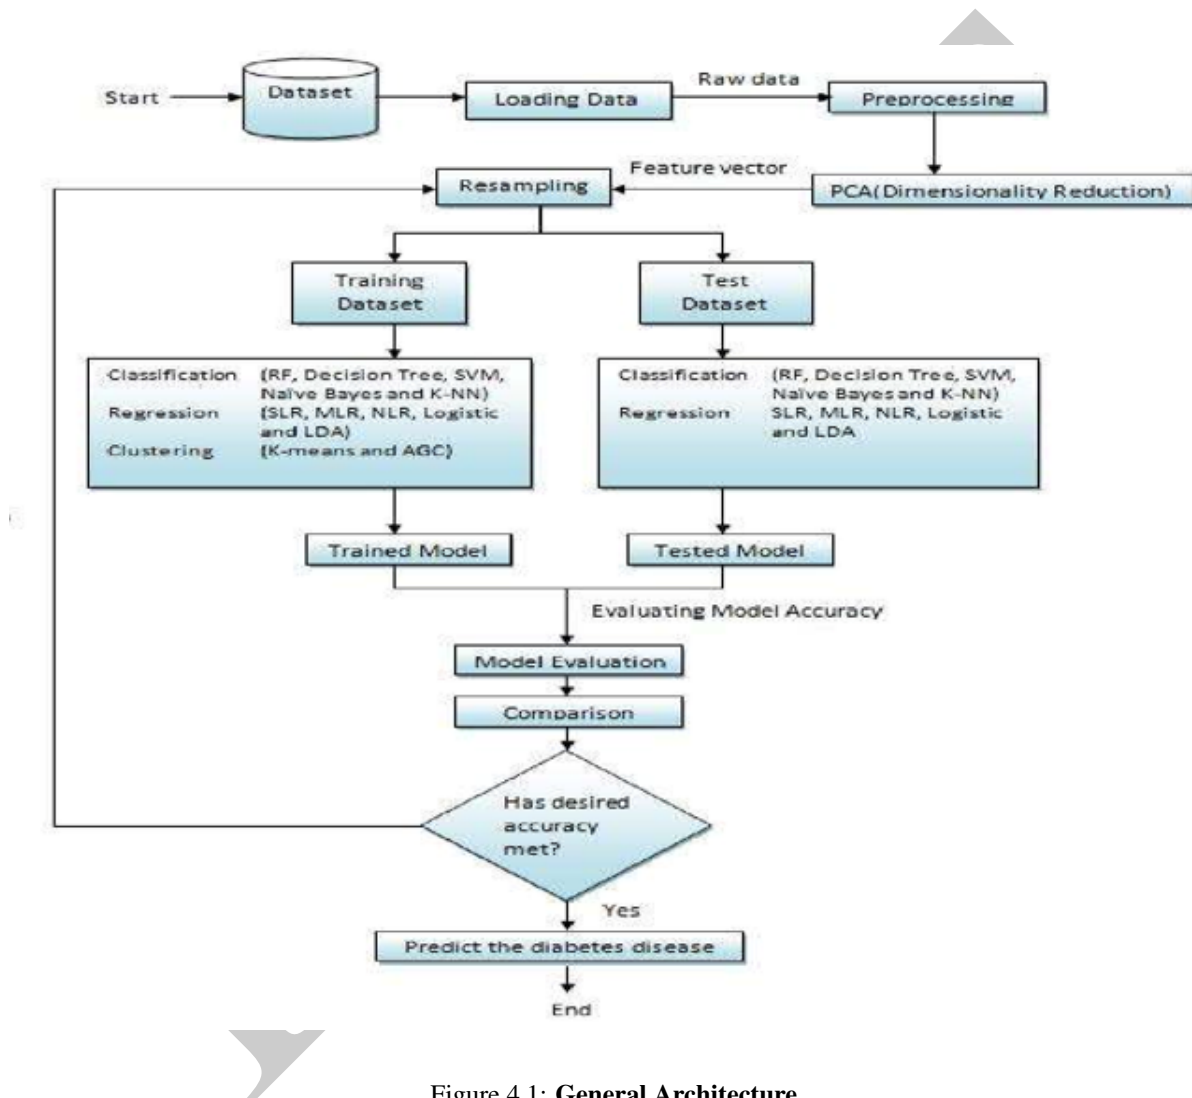 Start
Dataset
Loading Data
Raw data
Preprocessing
Feature vector
Resampling
PCA(Dimensionality Reduction)
Training
Dataset
Test
Dataset
Classification (RF, Decision Tree, SVM,
Naïve Bayes and K-NN)
Regression (SLR, MLR, NLR, Logistic
and LDA)
Clustering (K-means and AGC)
Classification (RF, Decision Tree, SVM,
Naïve Bayes and K-NN)
Regression SLR, MLR, NLR, Logistic
and LDA
Trained Model
Tested Model
Evaluating Model Accuracy
Model Evaluation
Comparison
Has desired
accuracy
met?
Yes
Predict the diabetes disease
End
Figure 4.1: General Architecture